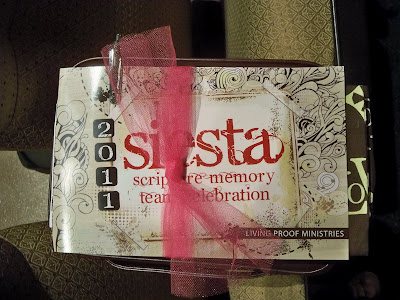 2011
siesta
scripture memory
team celebration
LIVING PROOF MINISTRIES